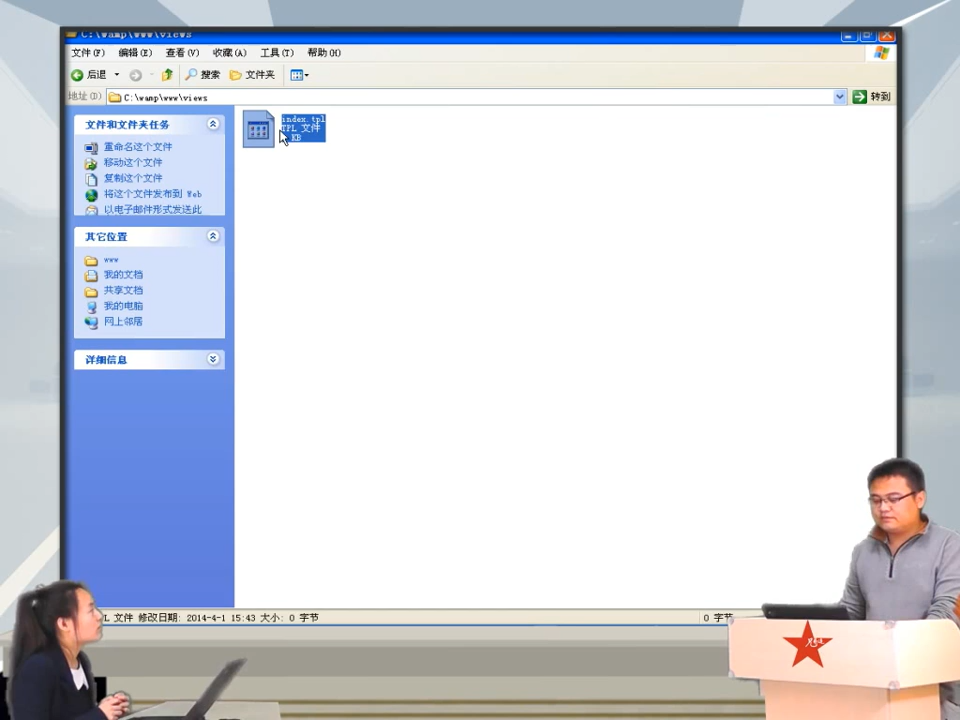 C:\wamp\www\views
文件(F) 编辑(E) 查看(V) 收藏(A) 工具(T) 帮助(H)
后退 搜索 文件夹
地址(D) C:\wamp\www\views 转到
文件和文件夹任务
重命名这个文件
移动这个文件
复制这个文件
将这个文件发布到 Web
以电子邮件形式发送此
其它位置
www
我的文档
共享文档
我的电脑
网上邻居
详细信息
index.tpl
TPL 文件
KB
L 文件 修改日期: 2014-4-1 15:43 大小: 0 字节
0 字节